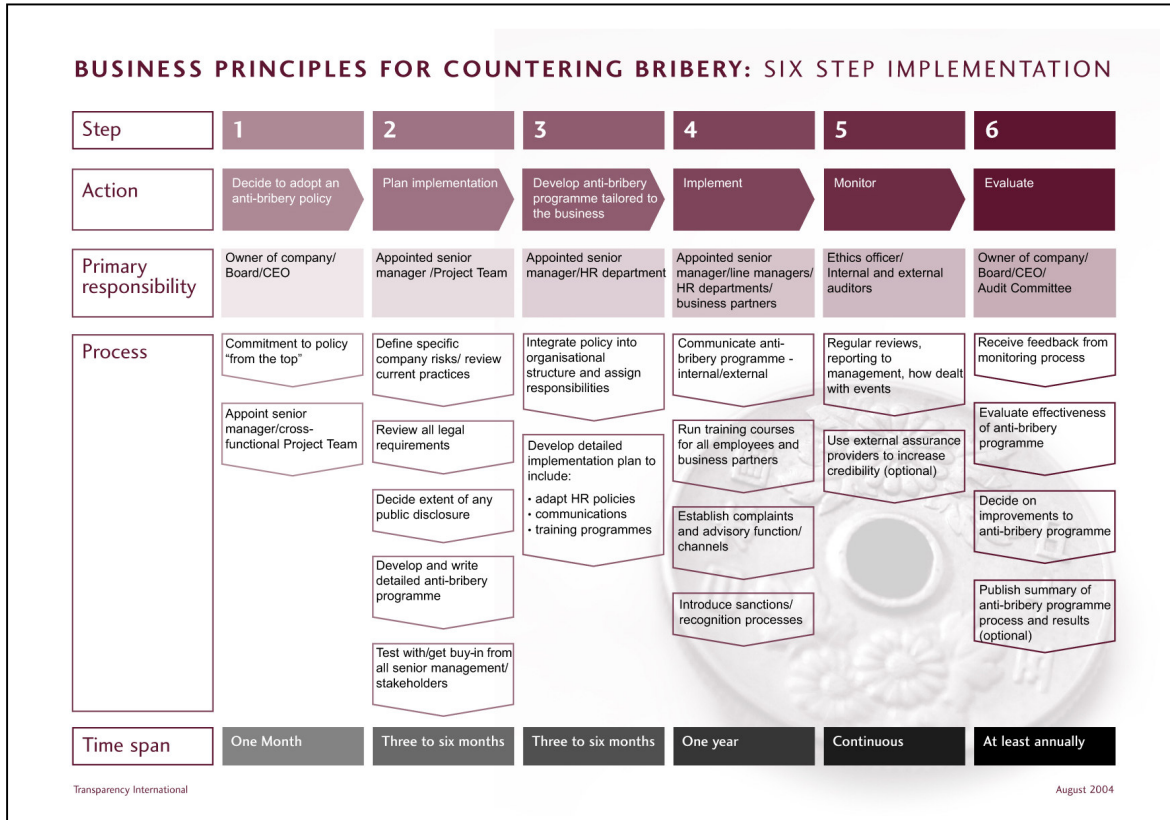 BUSINESS PRINCIPLES FOR COUNTERING BRIBERY: SIX STEP IMPLEMENTATION
Step
1
2
3
4
5
6
Action
Decide to adopt an
anti-bribery policy
Plan implementation
Develop anti-bribery
programme tailored to
the business
Implement
Monitor
Evaluate
Primary
responsibility
Owner of company/
Board/CEO
Appointed senior
manager /Project Team
Appointed senior
manager/HR department
Appointed senior
manager/line managers/
HR departments/
business partners
Ethics officer/
Internal and external
auditors
Owner of company/
Board/CEO/
Audit Committee
Process
Commitment to policy
“from the top”
Appoint senior
manager/cross-
functional Project Team
Define specific
company risks/ review
current practices
Review all legal
requirements
Decide extent of any
public disclosure
Develop and write
detailed anti-bribery
programme
Test with/get buy-in from
all senior management/
stakeholders
Integrate policy into
organisational
structure and assign
responsibilities
Develop detailed
implementation plan to
include:
• adapt HR policies
• communications
• training programmes
Communicate anti-
bribery programme -
internal/external
Run training courses
for all employees and
business partners
Establish complaints
and advisory function/
channels
Introduce sanctions/
recognition processes
Regular reviews,
reporting to
management, how dealt
with events
Use external assurance
providers to increase
credibility (optional)
Receive feedback from
monitoring process
Evaluate effectiveness
of anti-bribery
programme
Decide on
improvements to
anti-bribery programme
Publish summary of
anti-bribery programme
process and results
(optional)
Time span
One Month
Three to six months
Three to six months
One year
Continuous
At least annually
Transparency International
August 2004